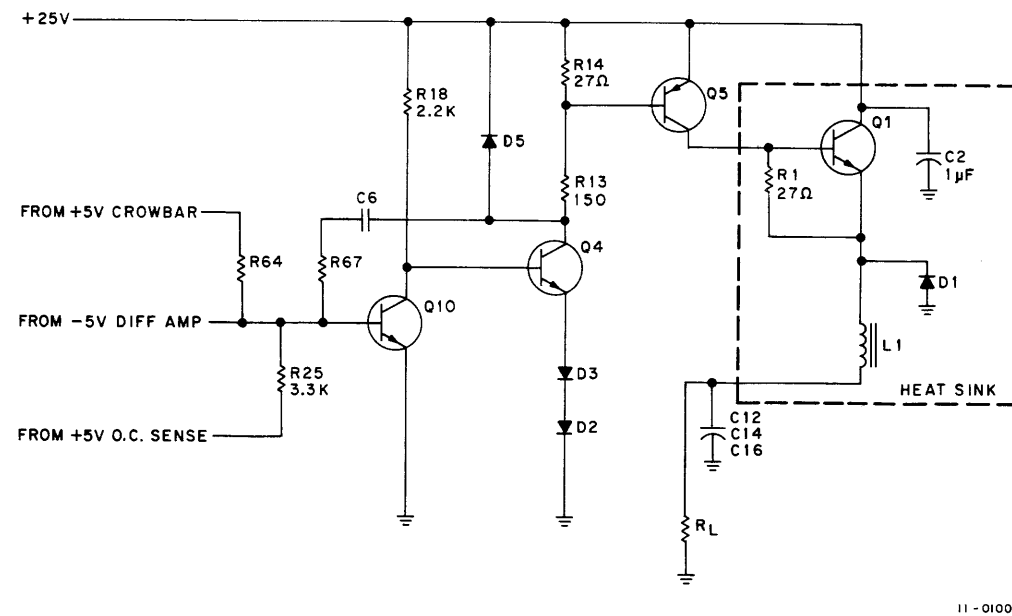 +25V
R14
27Ω
Q5
R18
2.2K
D5
Q1
C2
1µF
R1
27Ω
R13
150
C6
FROM +5V CROWBAR
Q4
R64
R67
D1
Q10
FROM -5V DIFF AMP
L1
R25
3.3K
D3
HEAT SINK
C12
C14
C16
D2
FROM +5V O.C. SENSE
RL
11-0100